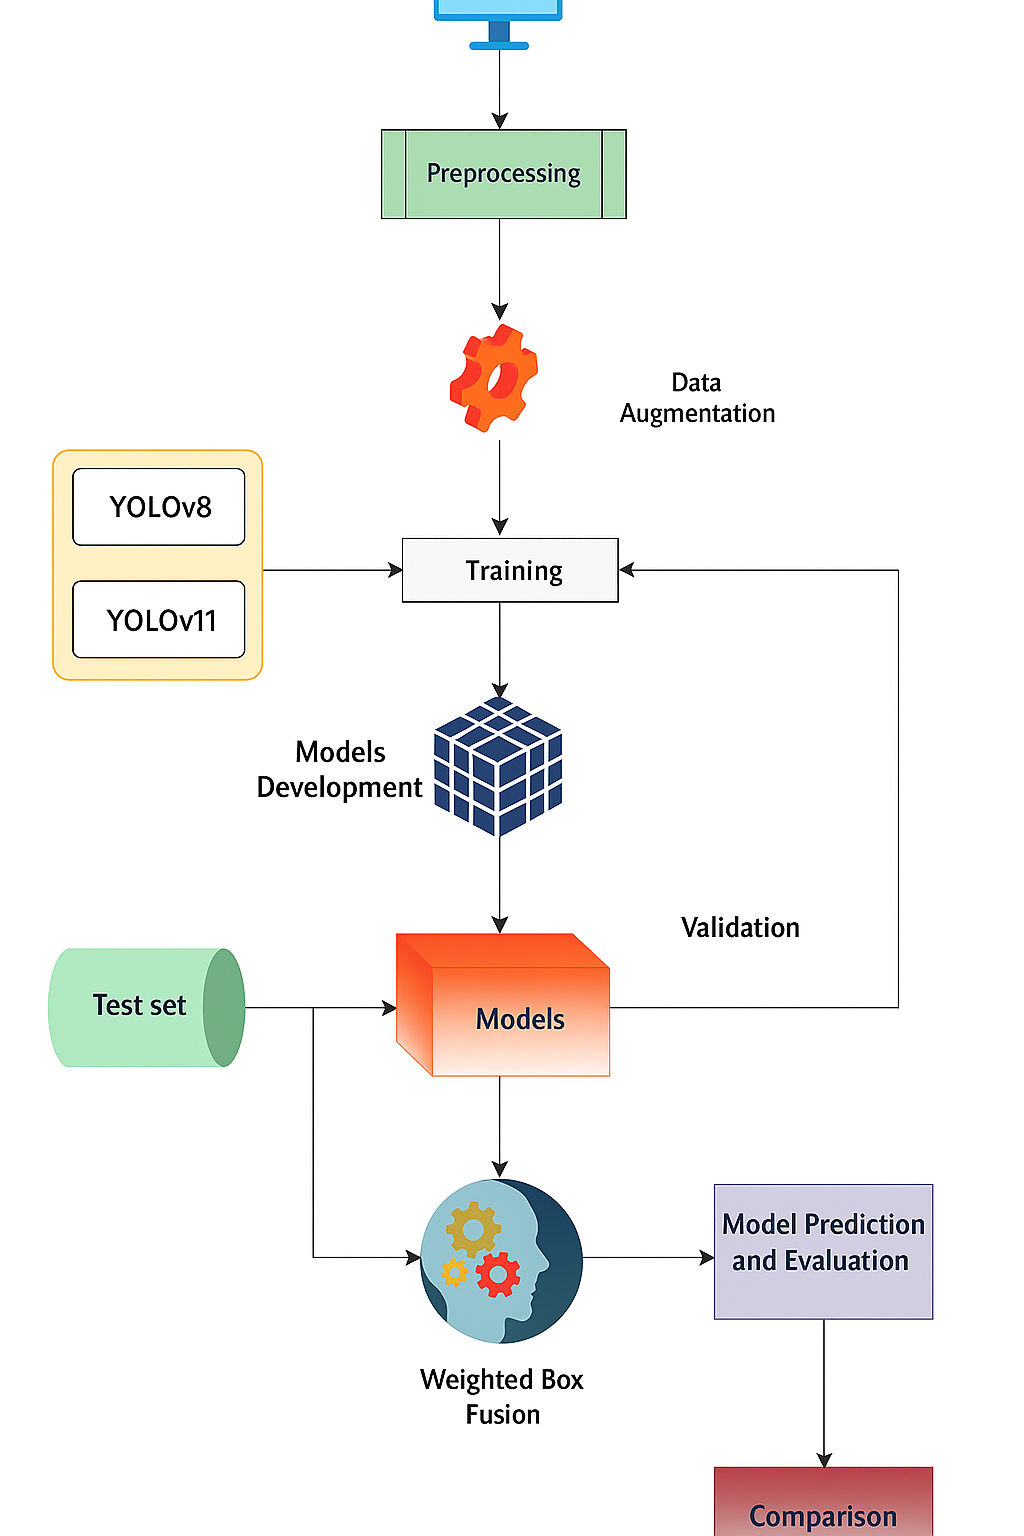 Preprocessing
Data
Augmentation
YOLOv8
YOLOv11
Training
Models
Development
Validation
Test set
Models
Model Prediction
and Evaluation
Weighted Box
Fusion
Comparison